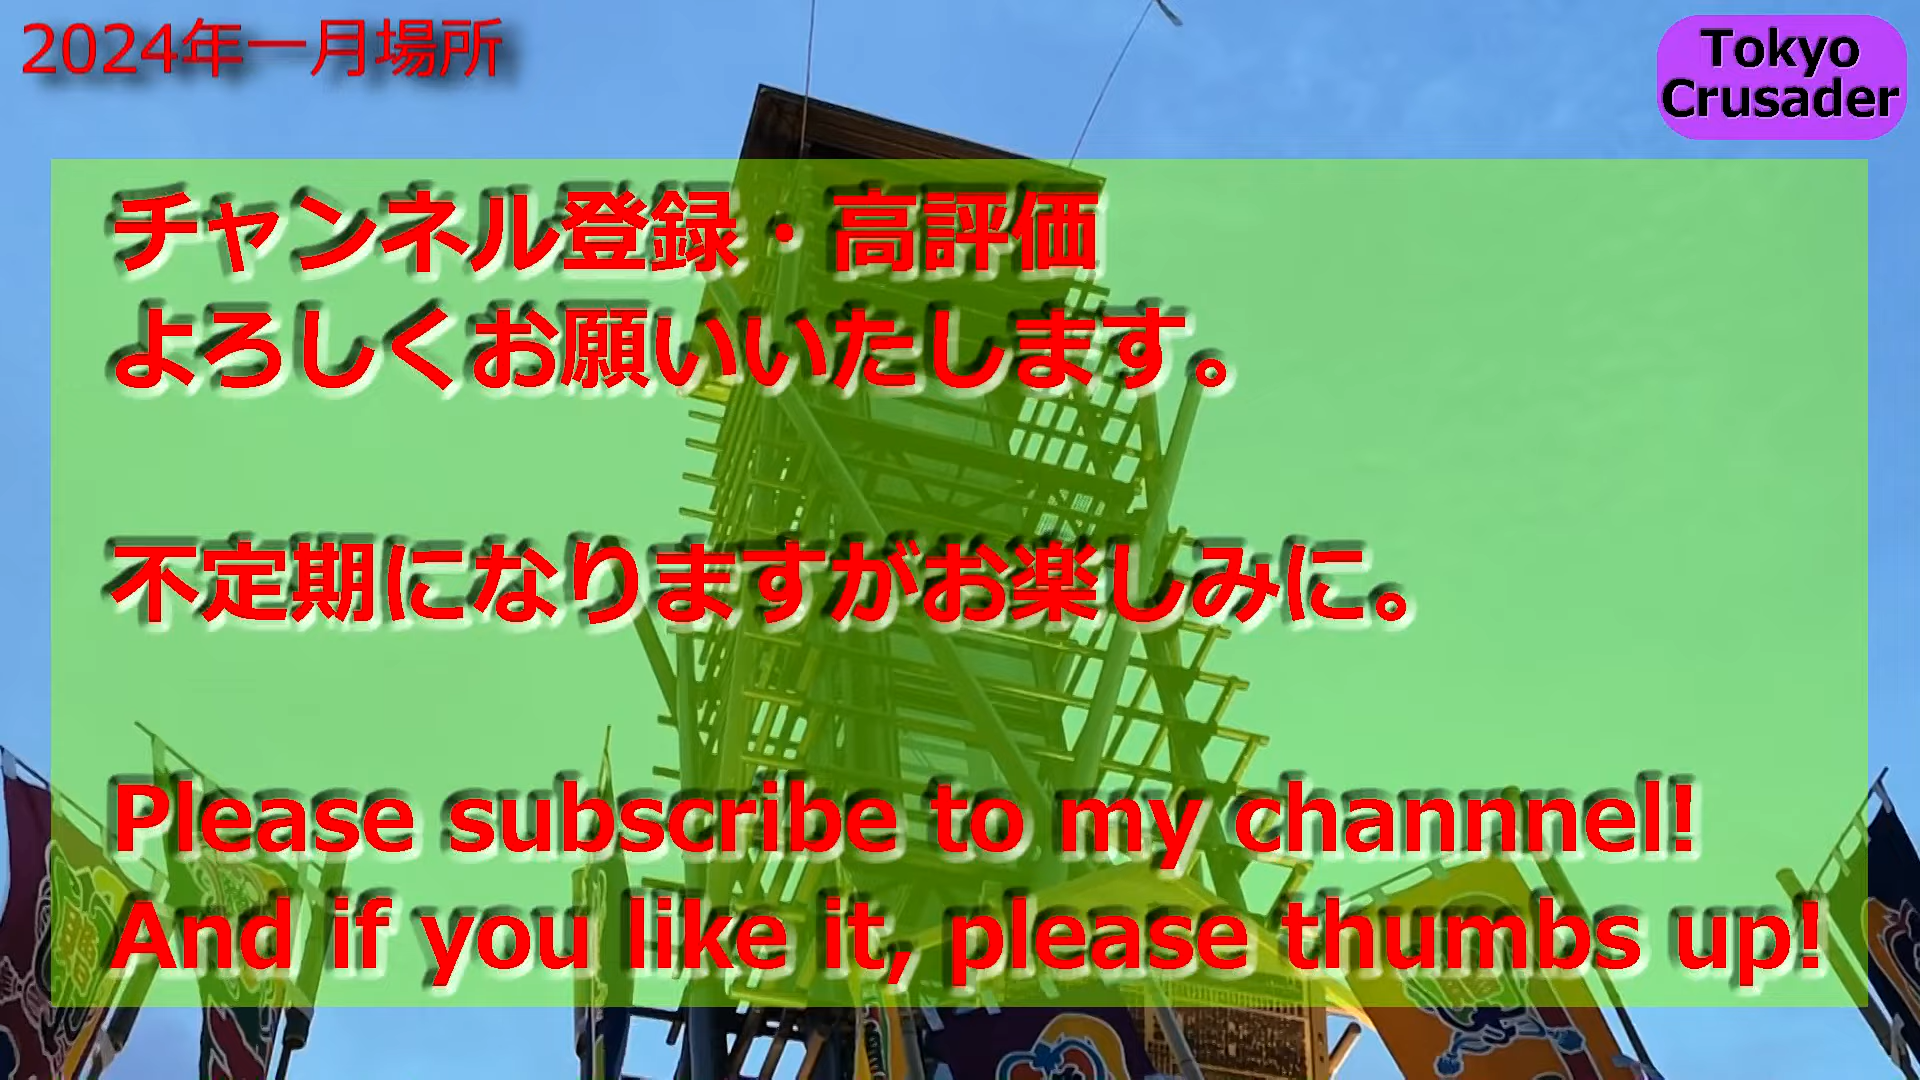 2024年一月場所
Tokyo
Crusader
チャンネル登録・高評価
よろしくお願いいたします。
不定期になりますがお楽しみに。
Please subscribe to my channnel!
And if you like it, please thumbs up!